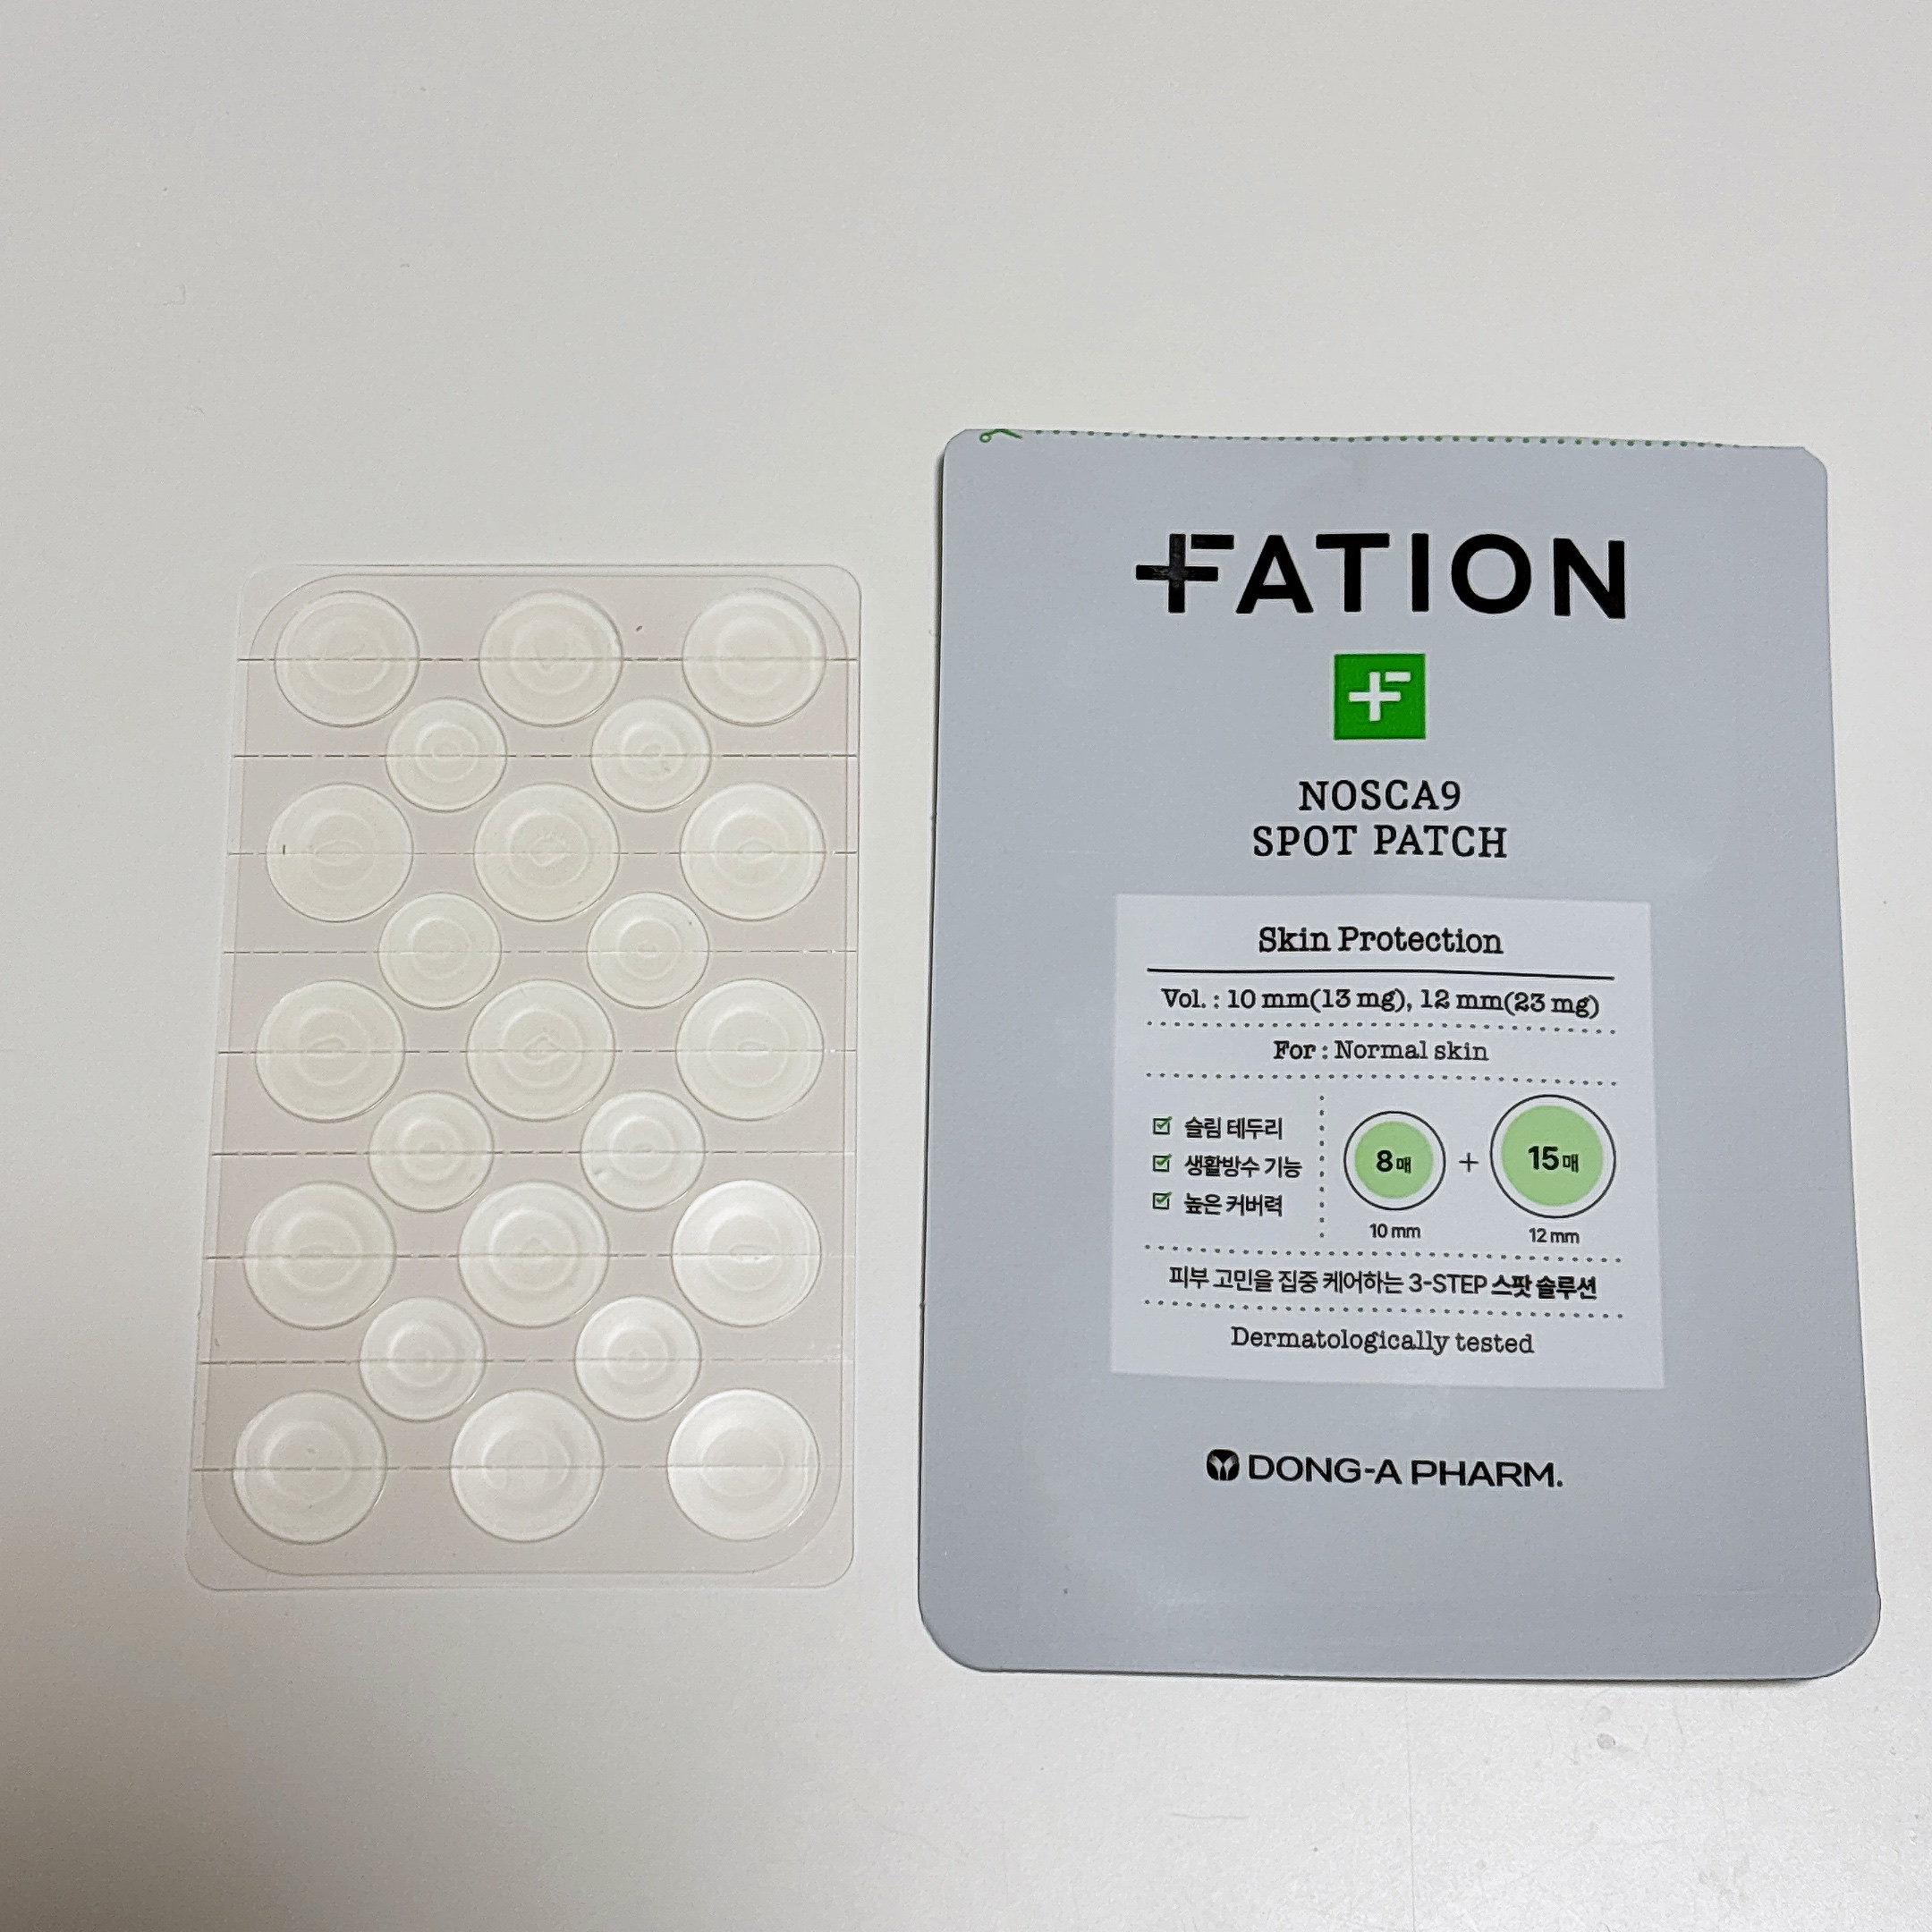 FATION
NOSCA9
SPOT PATCH
Skin Protection
Vol. : 10 mm(13 mg), 12 mm(23 mg)
For : Normal skin
슬림 테두리
생활방수 기능
높은 커버력
8매 + 15매
10 mm 12 mm
피부 고민을 집중 케어하는 3-STEP 스팟 솔루션
Dermatologically tested
DONG-A PHARM.